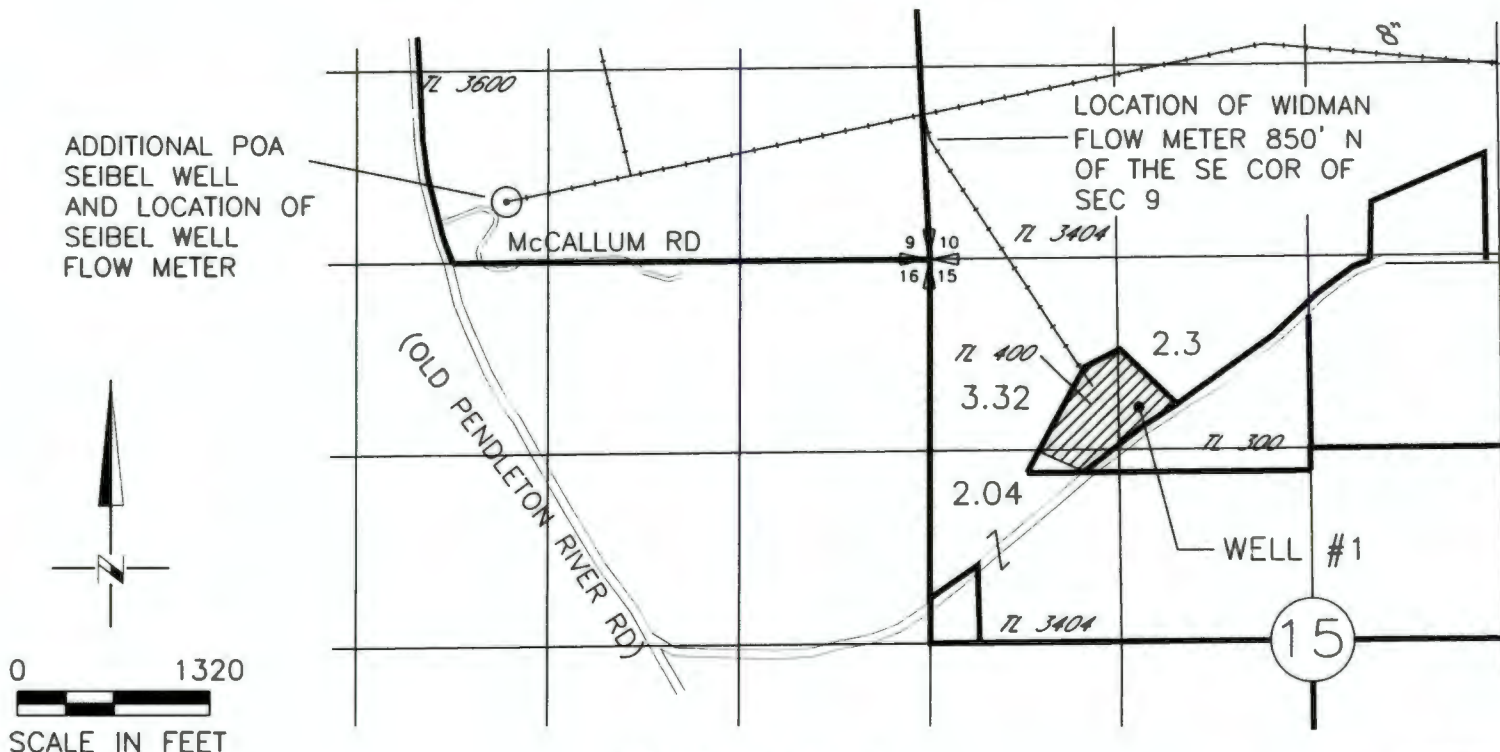 8"
TL 3600
LOCATION OF WIDMAN
FLOW METER 850' N
OF THE SE COR OF
SEC 9
ADDITIONAL POA
SEIBEL WELL
AND LOCATION OF
SEIBEL WELL
FLOW METER
McCALLUM RD
TL 3404
9 10
16 15
(OLD PENDLETON RIVER RD)
TL 400
2.3
3.32
TL 300
2.04
WELL #1
N
TL 3404
15
0 1320
SCALE IN FEET